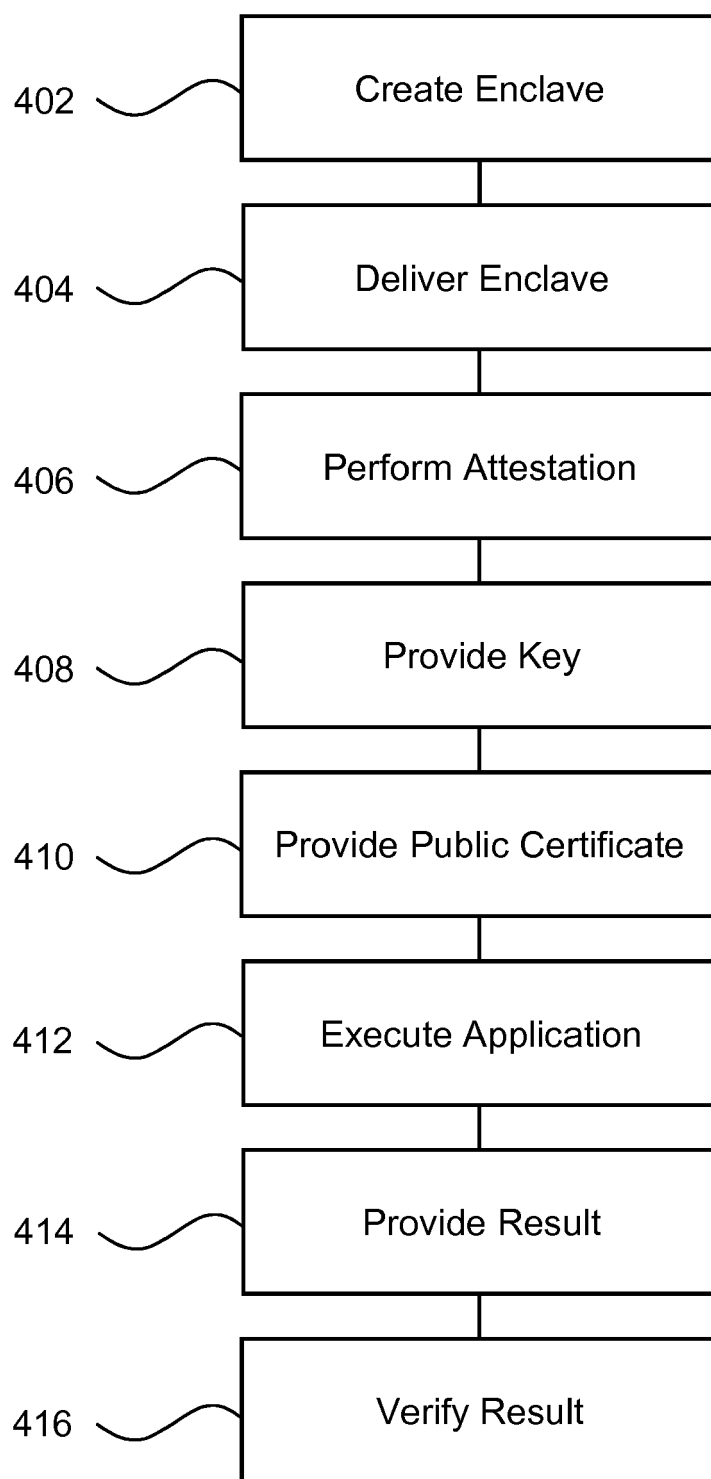 402 Create Enclave
404 Deliver Enclave
406 Perform Attestation
408 Provide Key
410 Provide Public Certificate
412 Execute Application
414 Provide Result
416 Verify Result